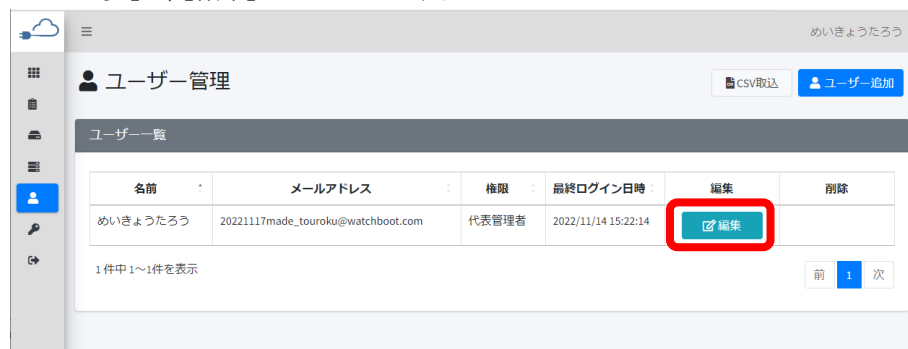 めいきょうたろう
ユーザー管理
CSV取込
ユーザー追加
ユーザー一覧
名前 メールアドレス 権限 最終ログイン日時 編集 削除
めいきょうたろう 20221117made_touroku@watchboot.com 代表管理者 2022/11/14 15:22:14 編集
1 件中 1~1件を表示
前 1 次